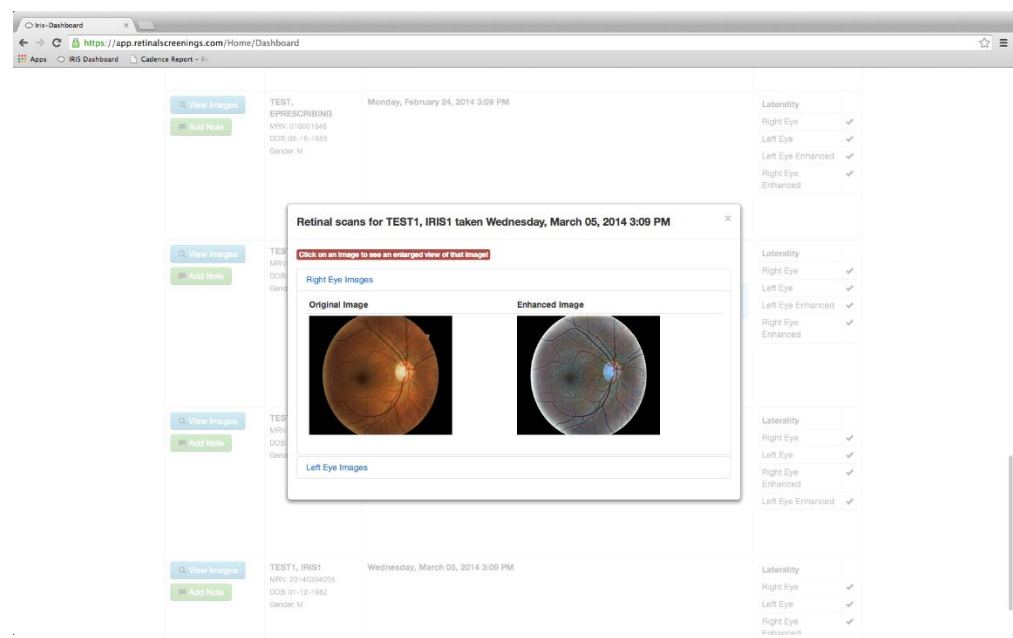 Iris-Dashboard
https://app.retinalscreenings.com/Home/Dashboard
Apps IRIS Dashboard Cadence Report - R
View Images
Add Note
TEST,
EPRESCRIBING
MRN: 016001646
Gender: M
Monday, February 24, 2014 3:09 PM
Laterality
Right Eye
Left Eye
Left Eye Enhanced
Right Eye
Enhanced
Retinal scans for TEST1, IRIS1 taken Wednesday, March 05, 2014 3:09 PM
Click on an image to see an enlarged view of that image!
Right Eye Images
Original Image Enhanced Image
Left Eye Images
View Images
Add Note
TES
MRN
DOB:
Gend
Laterality
Right Eye
Left Eye
Left Eye Enhanced
Right Eye
Enhanced
View Images
Add Note
TES
MRN
DOB:
Gend
Laterality
Right Eye
Left Eye
Right Eye
Enhanced
Left Eye Enhanced
View Images
Add Note
TEST1, IRIS1
MRN:
DOB: 01-12-1982
Gender: M
Wednesday, March 05, 2014 3:09 PM
Laterality
Right Eye
Left Eye
Right Eye
Enhanced